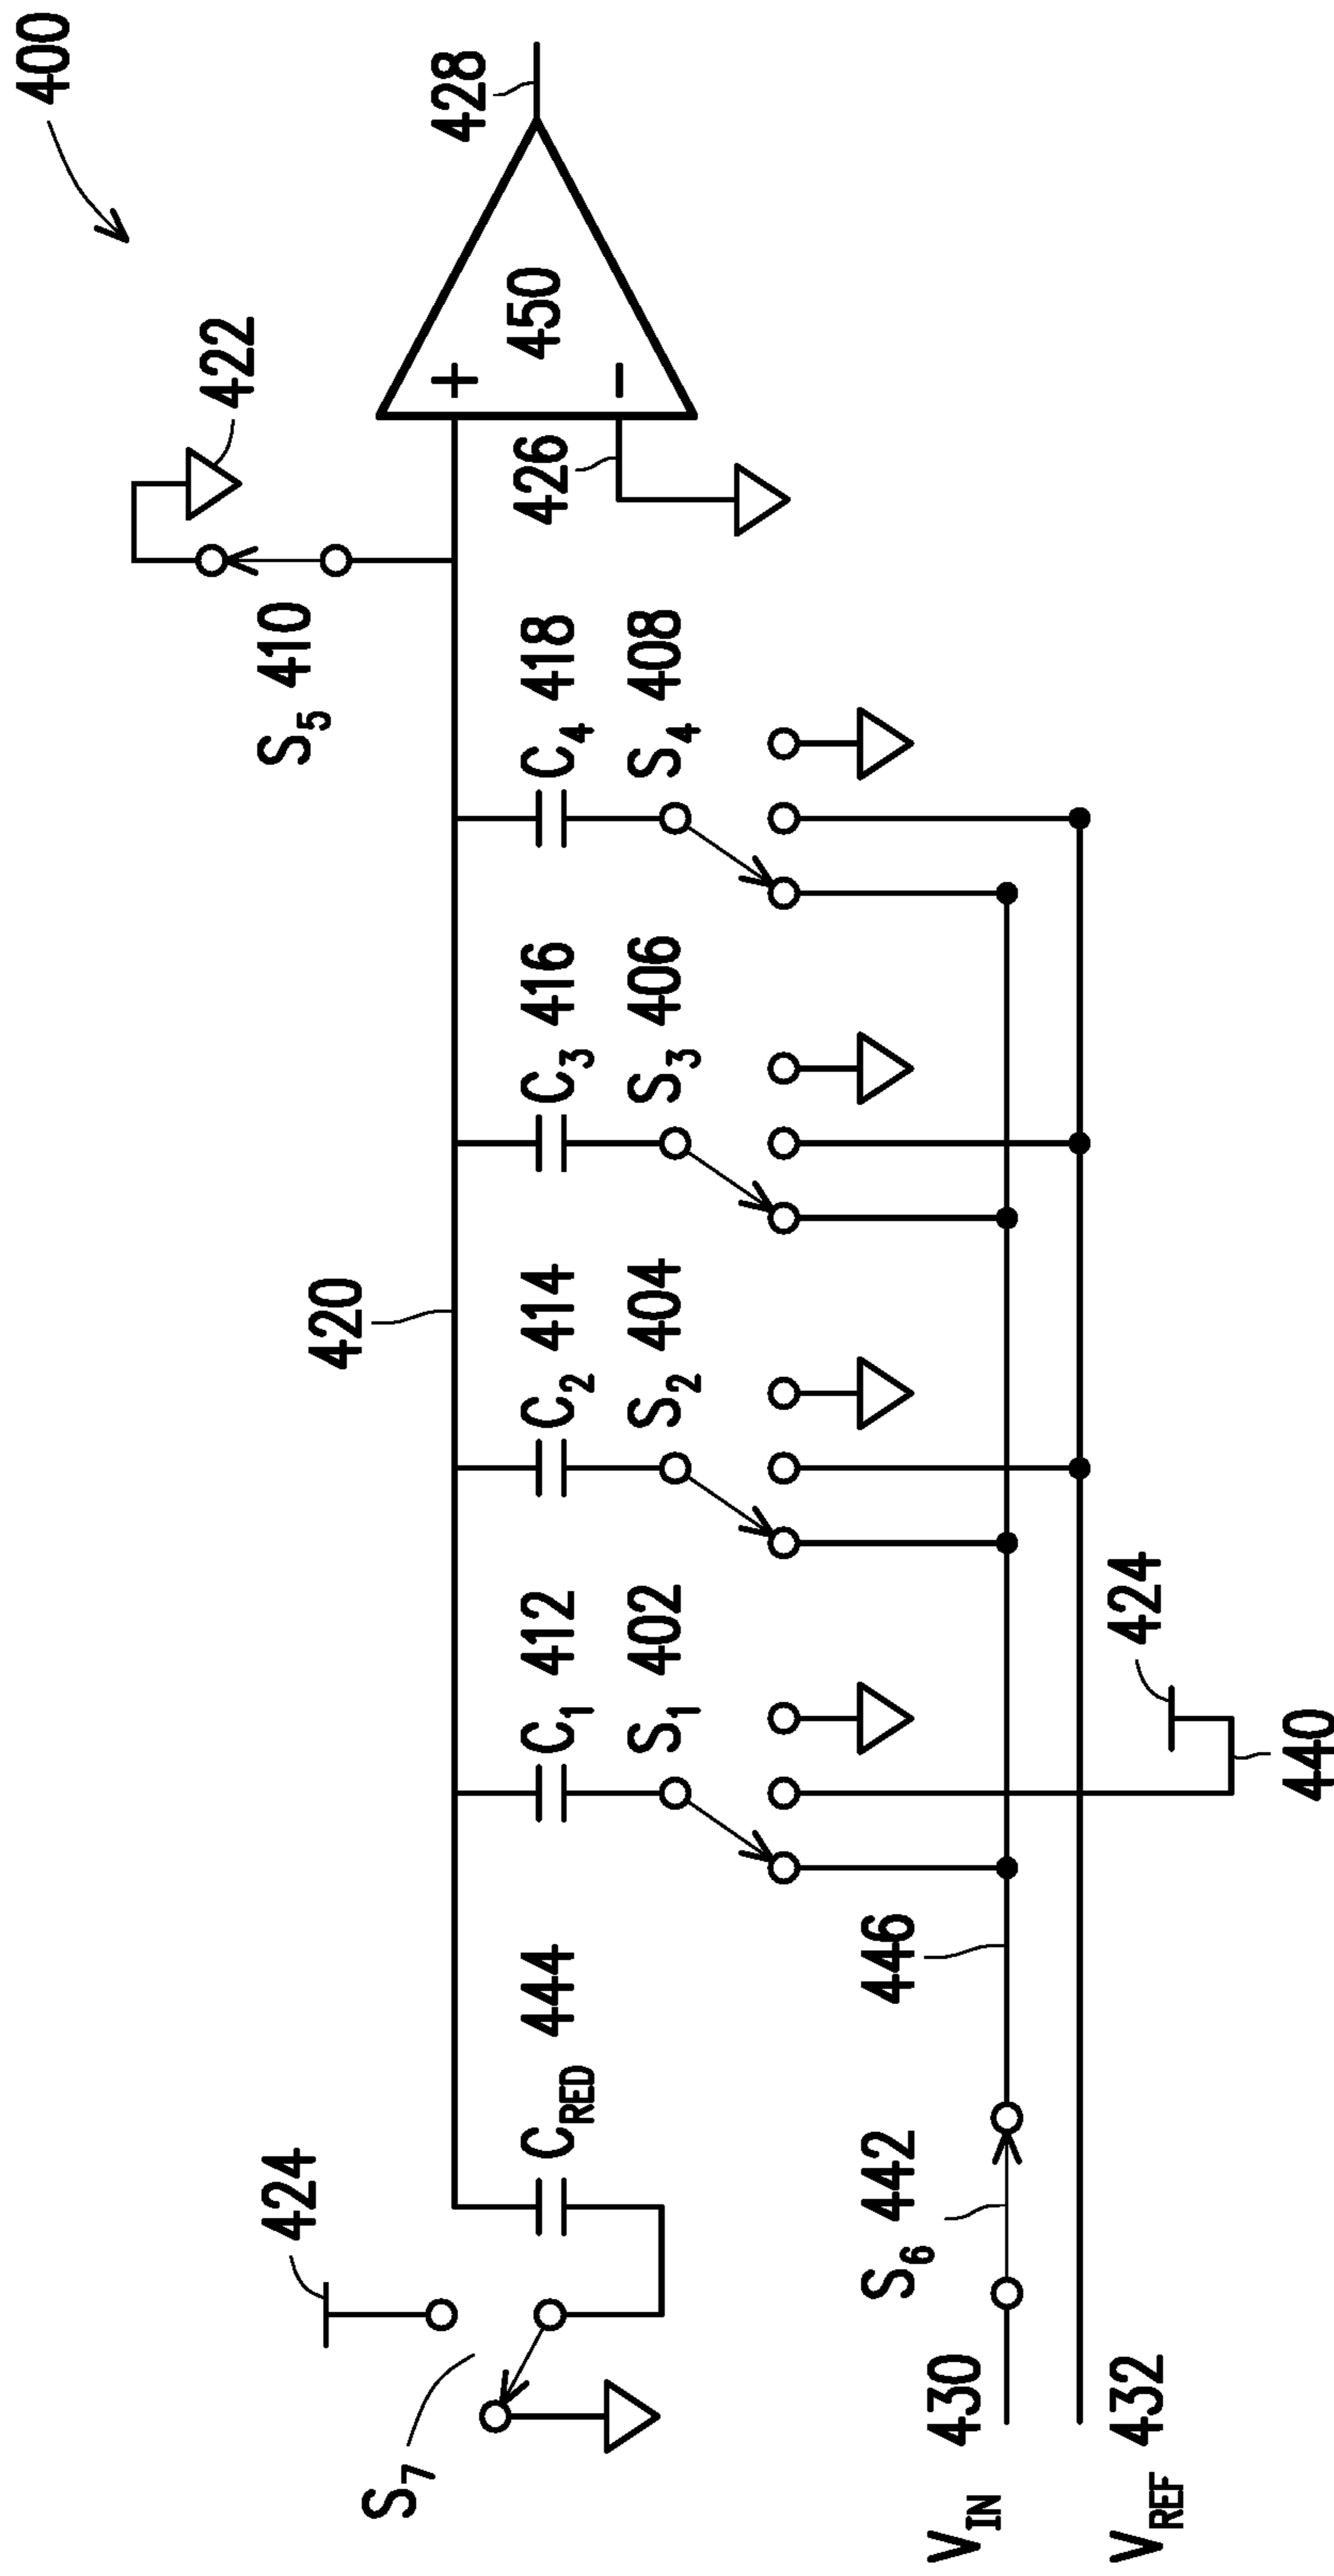 400
422
S5 410
428
+
450
-
426
420
C1 412
C2 414
C3 416
C4 418
S1 402
S2 404
S3 406
S4 408
424
CRED 444
S7
S6 442
446
VIN 430
VREF 432
424
440